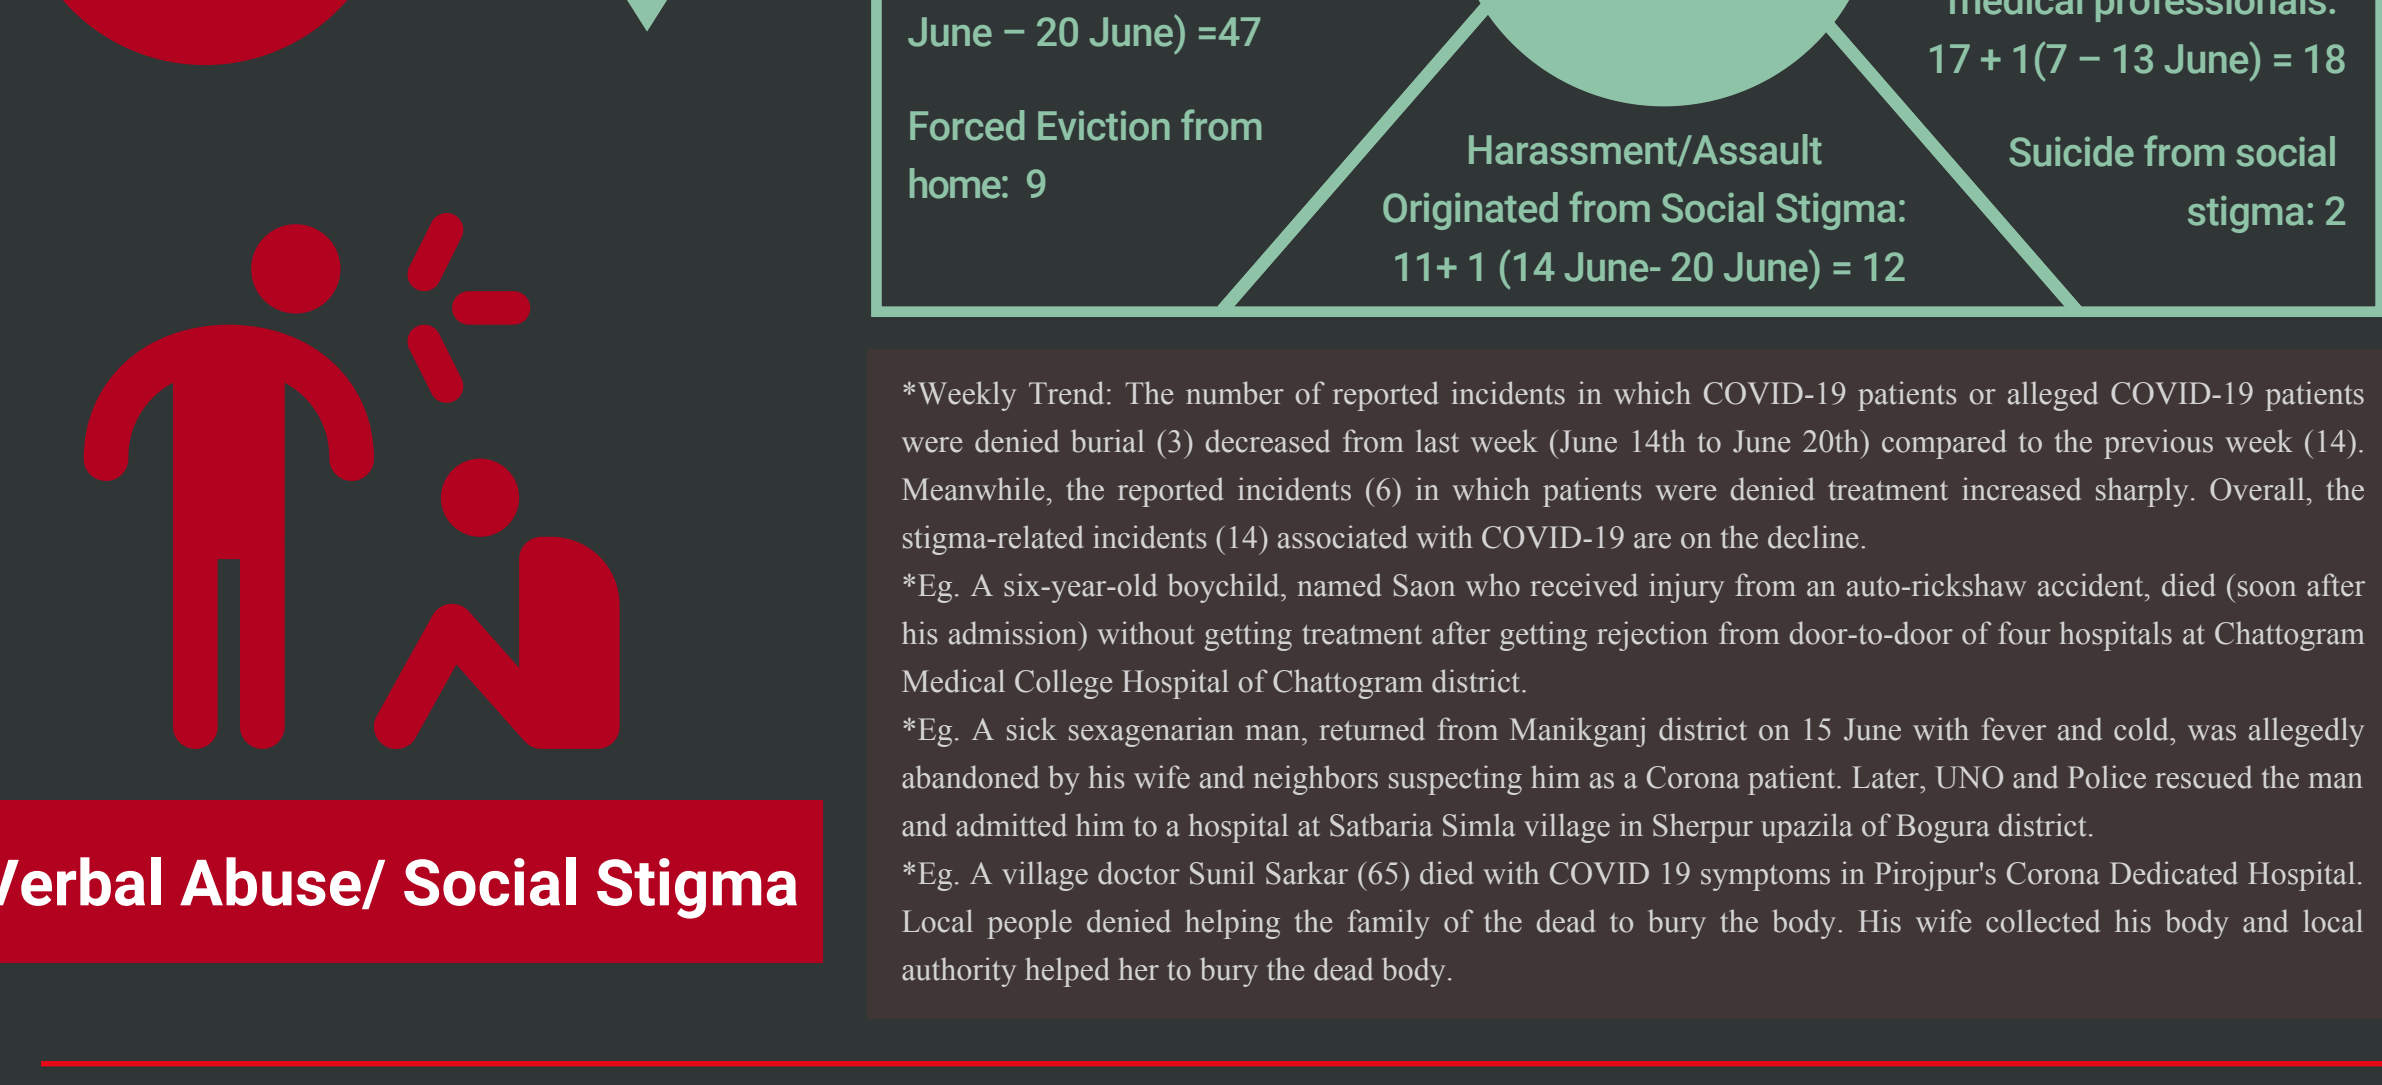 June – 20 June) =47
Forced Eviction from
home: 9
Harassment/Assault
Originated from Social Stigma:
11+ 1 (14 June- 20 June) = 12
medical professionals:
17 + 1(7 – 13 June) = 18
Suicide from social
stigma: 2
Verbal Abuse/ Social Stigma
*Weekly Trend: The number of reported incidents in which COVID-19 patients or alleged COVID-19 patients
were denied burial (3) decreased from last week (June 14th to June 20th) compared to the previous week (14).
Meanwhile, the reported incidents (6) in which patients were denied treatment increased sharply. Overall, the
stigma-related incidents (14) associated with COVID-19 are on the decline.
*Eg. A six-year-old boychild, named Saon who received injury from an auto-rickshaw accident, died (soon after
his admission) without getting treatment after getting rejection from door-to-door of four hospitals at Chattogram
Medical College Hospital of Chattogram district.
*Eg. A sick sexagenarian man, returned from Manikganj district on 15 June with fever and cold, was allegedly
abandoned by his wife and neighbors suspecting him as a Corona patient. Later, UNO and Police rescued the man
and admitted him to a hospital at Satbaria Simla village in Sherpur upazila of Bogura district.
*Eg. A village doctor Sunil Sarkar (65) died with COVID 19 symptoms in Pirojpur's Corona Dedicated Hospital.
Local people denied helping the family of the dead to bury the body. His wife collected his body and local
authority helped her to bury the dead body.